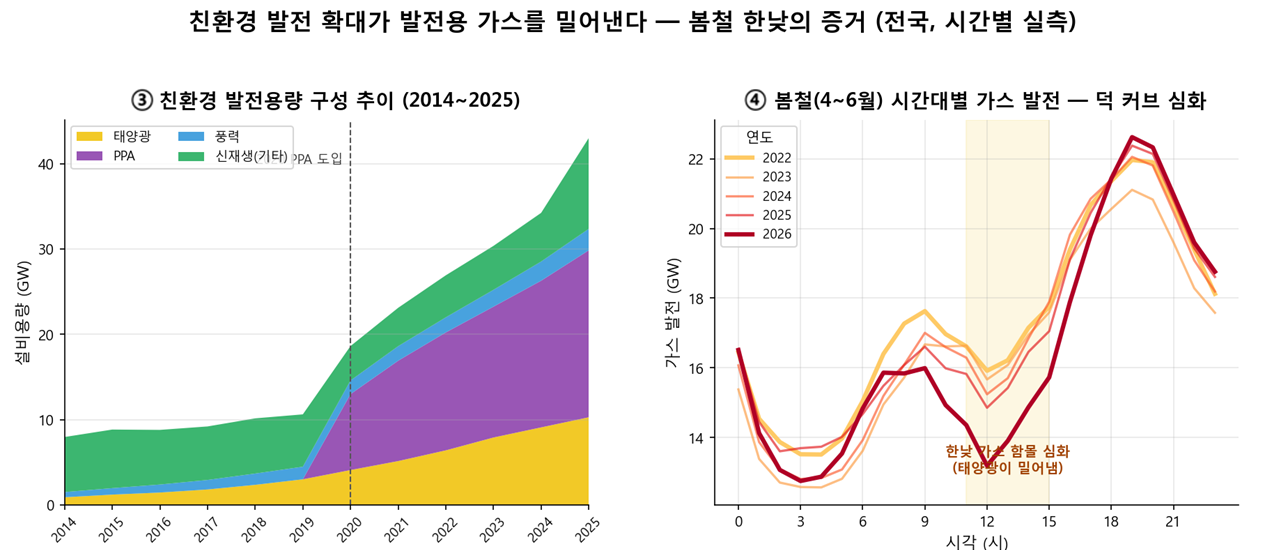 친환경 발전 확대가 발전용 가스를 밀어낸다 — 봄철 한낮의 증거 (전국, 시간별 실측)
③ 친환경 발전용량 구성 추이 (2014~2025)
태양광
PPA
풍력
신재생(기타)
PPA 도입
설비용량 (GW)
40
30
20
10
0
2014
2015
2016
2017
2018
2019
2020
2021
2022
2023
2024
2025
④ 봄철(4~6월) 시간대별 가스 발전 — 덕 커브 심화
연도
2022
2023
2024
2025
2026
가스 발전 (GW)
22
20
18
16
14
한낮 가스 함몰 심화
(태양광이 밀어냄)
0
3
6
9
12
15
18
21
시각 (시)